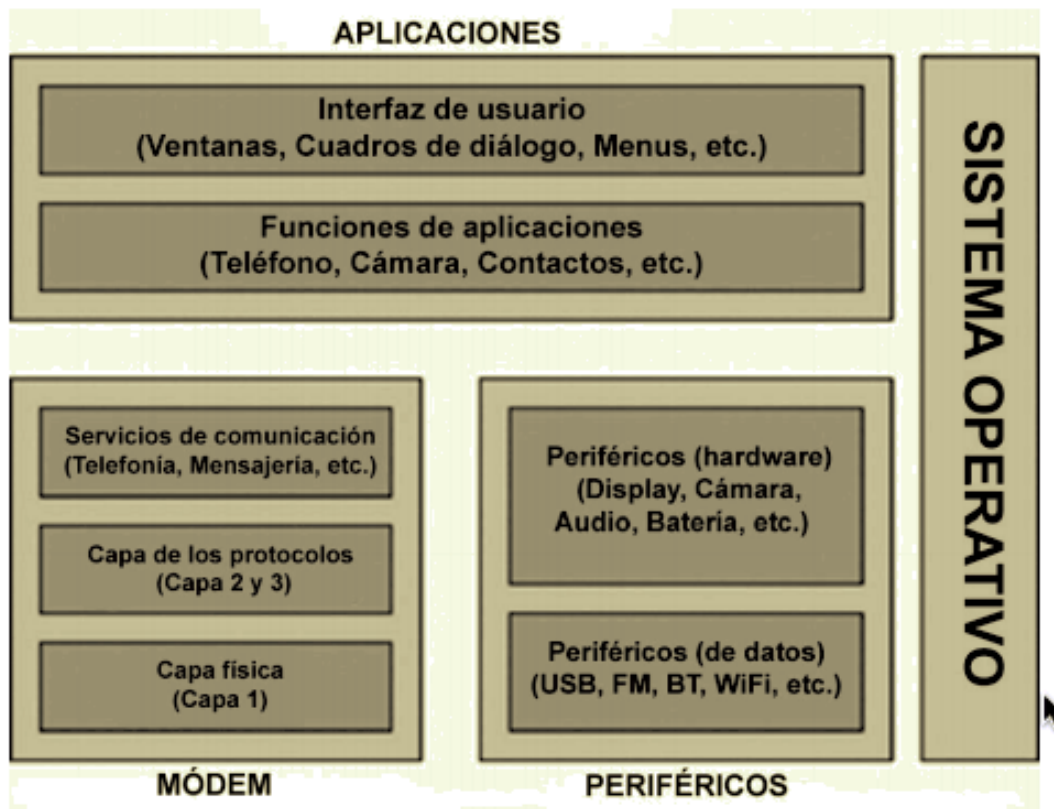 APLICACIONES
Interfaz de usuario
(Ventanas, Cuadros de diálogo, Menus, etc.)
Funciones de aplicaciones
(Teléfono, Cámara, Contactos, etc.)
SISTEMA OPERATIVO
Servicios de comunicación
(Telefonía, Mensajería, etc.)
Capa de los protocolos
(Capa 2 y 3)
Capa física
(Capa 1)
MÓDEM
Periféricos (hardware)
(Display, Cámara,
Audio, Batería, etc.)
Periféricos (de datos)
(USB, FM, BT, WiFi, etc.)
PERIFÉRICOS